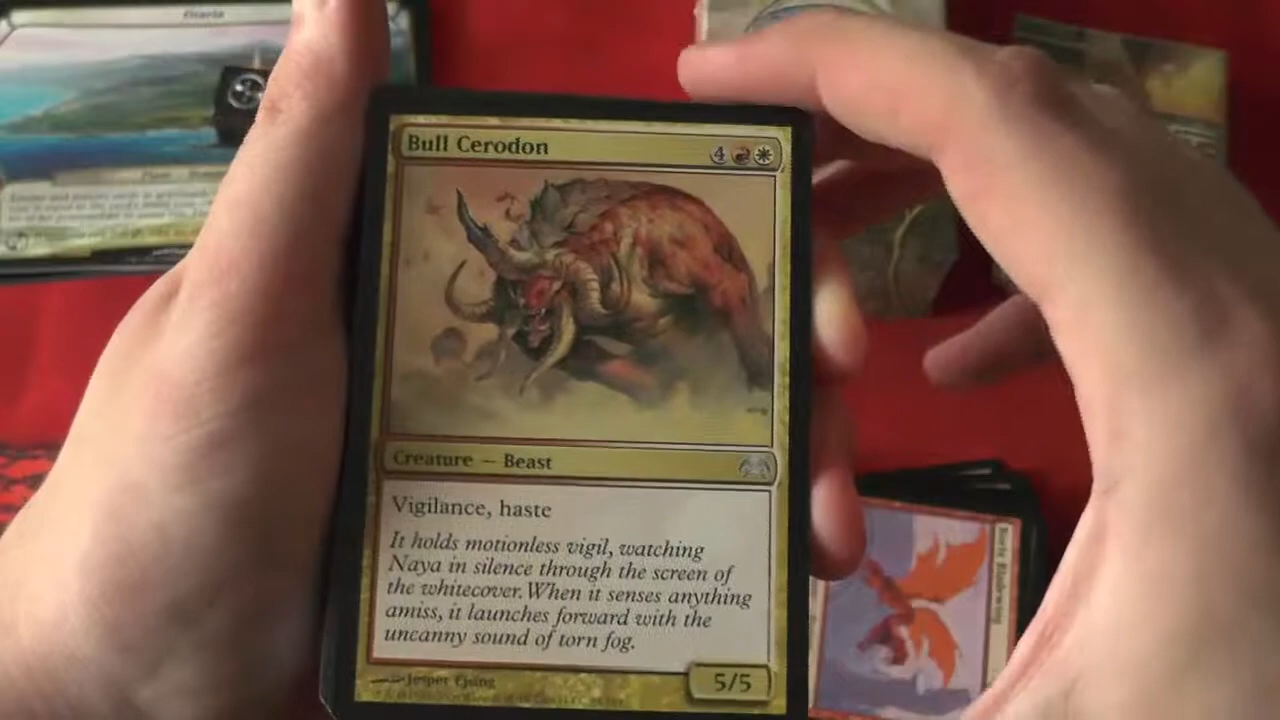 Bull Cerodon
4
Creature — Beast
Vigilance, haste
It holds motionless vigil, watching
Naya in silence through the screen of
the whitecover. When it senses anything
amiss, it launches forward with the
uncanny sound of torn fog.
Jesper Ejsing
5/5
Rorix Bladewing